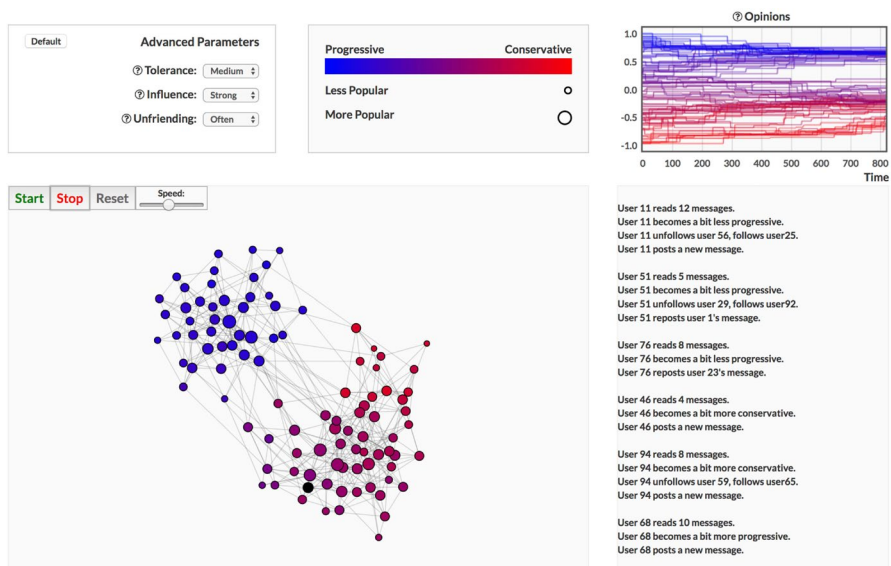 Default
Advanced Parameters
? Tolerance: Medium
? Influence: Strong
? Unfriending: Often
Progressive Conservative
Less Popular
More Popular
? Opinions
1.0
0.5
0.0
-0.5
-1.0
0 100 200 300 400 500 600 700 800
Time
Start Stop Reset Speed:
User 11 reads 12 messages.
User 11 becomes a bit less progressive.
User 11 unfollows user 56, follows user25.
User 11 posts a new message.
User 51 reads 5 messages.
User 51 becomes a bit less progressive.
User 51 unfollows user 29, follows user92.
User 51 reposts user 1's message.
User 76 reads 8 messages.
User 76 becomes a bit less progressive.
User 76 reposts user 23's message.
User 46 reads 4 messages.
User 46 becomes a bit more conservative.
User 46 posts a new message.
User 94 reads 8 messages.
User 94 becomes a bit more conservative.
User 94 unfollows user 59, follows user65.
User 94 posts a new message.
User 68 reads 10 messages.
User 68 becomes a bit more progressive.
User 68 posts a new message.